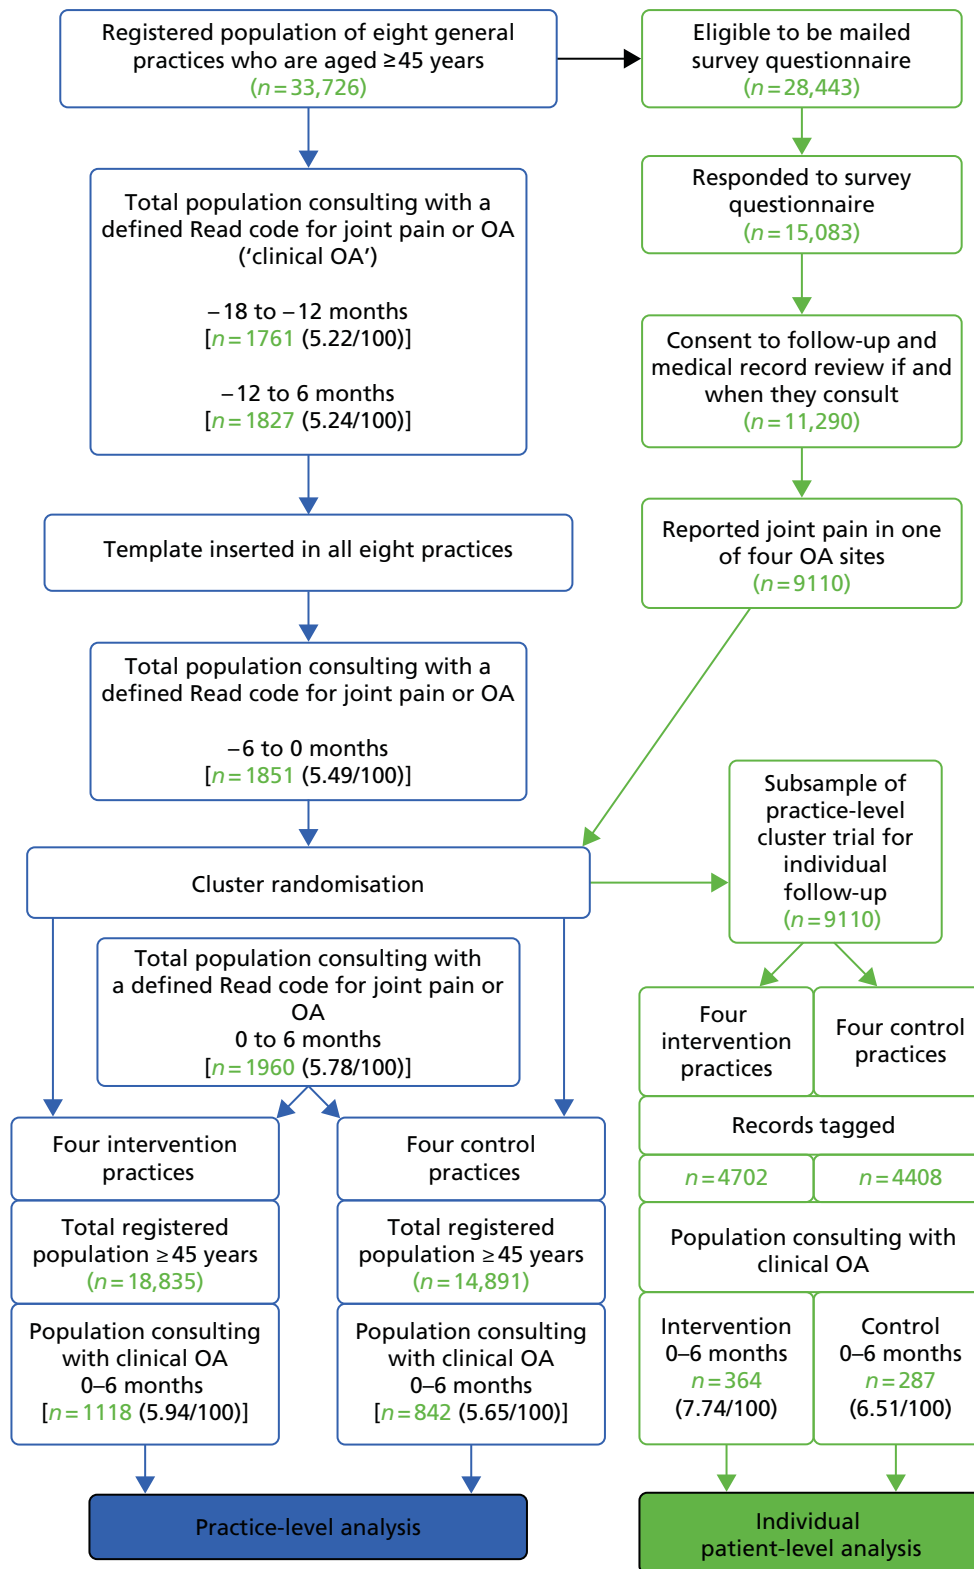 Registered population of eight general
practices who are aged ≥45 years
(n=33,726)
Eligible to be mailed
survey questionnaire
(n=28,443)
Total population consulting with a
defined Read code for joint pain or OA
(‘clinical OA’)
–18 to –12 months
[n=1761 (5.22/100)]
–12 to 6 months
[n=1827 (5.24/100)]
Responded to survey
questionnaire
(n=15,083)
Consent to follow-up and
medical record review if and
when they consult
(n=11,290)
Template inserted in all eight practices
Reported joint pain in one
of four OA sites
(n=9110)
Total population consulting with a
defined Read code for joint pain or OA
–6 to 0 months
[n=1851 (5.49/100)]
Cluster randomisation
Subsample of
practice-level
cluster trial for
individual
follow-up
(n=9110)
Total population consulting with
a defined Read code for joint pain or
OA
0 to 6 months
[n=1960 (5.78/100)]
Four intervention
practices
Total registered
population ≥45 years
(n=18,835)
Population consulting
with clinical OA
0–6 months
[n=1118 (5.94/100)]
Four control
practices
Total registered
population ≥45 years
(n=14,891)
Population consulting
with clinical OA
0–6 months
[n=842 (5.65/100)]
Practice-level analysis
Four
intervention
practices
Four control
practices
Records tagged
n=4702
n=4408
Population consulting with
clinical OA
Intervention
0–6 months
n=364
(7.74/100)
Control
0–6 months
n=287
(6.51/100)
Individual
patient-level analysis